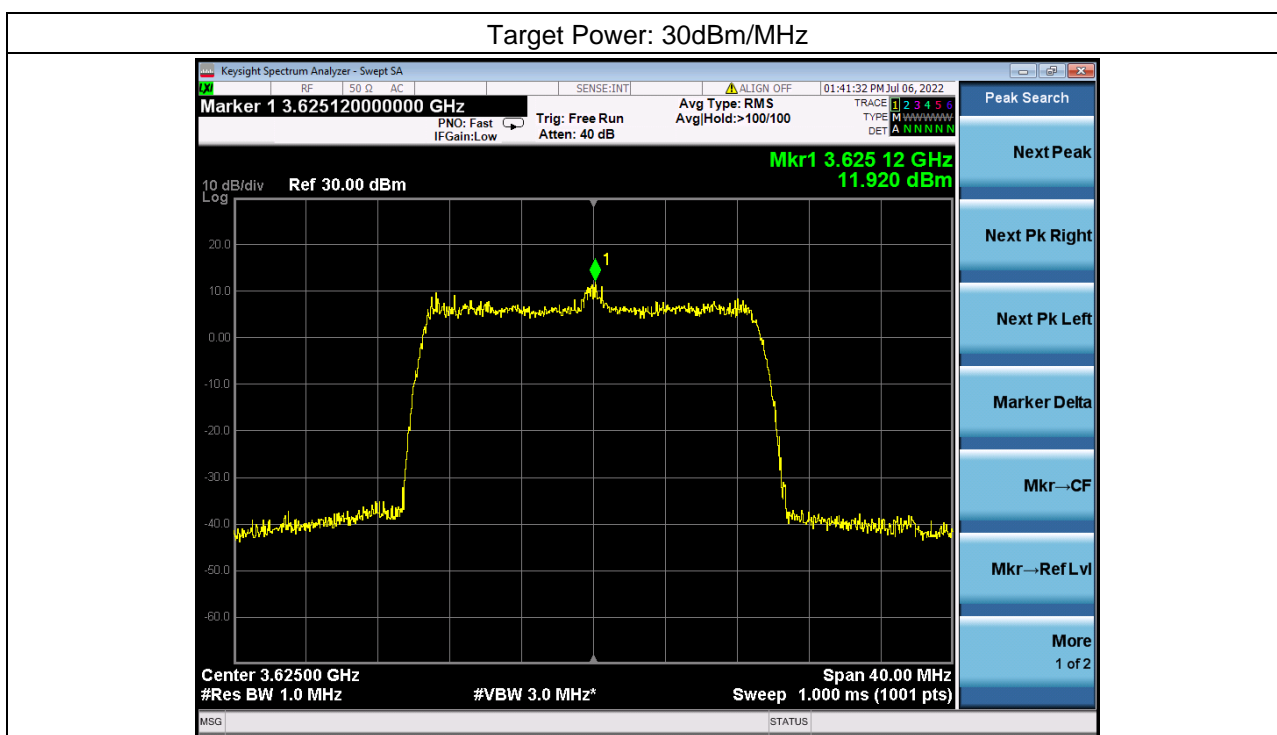 Target Power: 30dBm/MHz
Keysight Spectrum Analyzer - Swept SA
LXI RF 50 Ω AC SENSE:INT ALIGN OFF 01:41:32 PM Jul 06, 2022
Marker 1 3.625120000000 GHz
PNO: Fast
IFGain:Low
Trig: Free Run
Atten: 40 dB
Avg Type: RMS
Avg|Hold:>100/100
TRACE 1 2 3 4 5 6
TYPE M WWWWW
DET A N N N N N
Mkr1 3.625 12 GHz
11.920 dBm
10 dB/div Ref 30.00 dBm
Log
1
20.0
10.0
0.00
-10.0
-20.0
-30.0
-40.0
-50.0
-60.0
Center 3.62500 GHz Span 40.00 MHz
#Res BW 1.0 MHz #VBW 3.0 MHz* Sweep 1.000 ms (1001 pts)
MSG STATUS
Peak Search
Next Peak
Next Pk Right
Next Pk Left
Marker Delta
Mkr→CF
Mkr→Ref Lvl
More
1 of 2